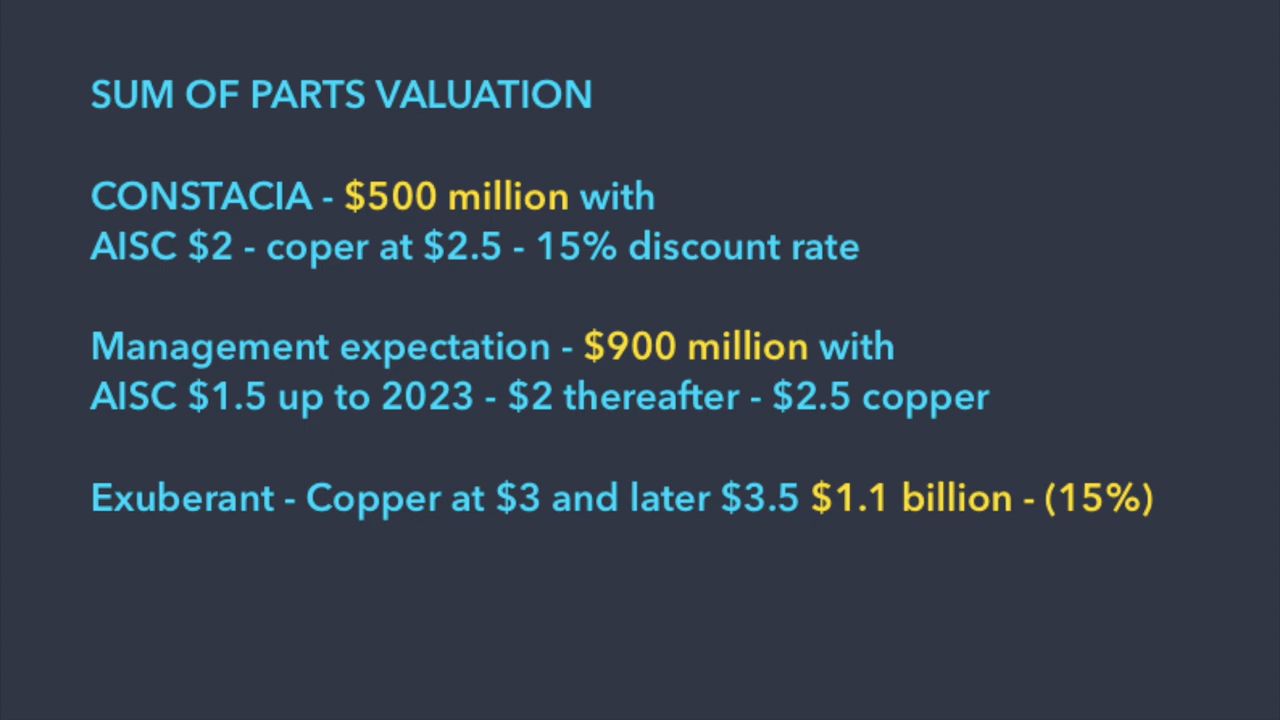 SUM OF PARTS VALUATION
CONSTACIA - $500 million with
AISC $2 - coper at $2.5 - 15% discount rate
Management expectation - $900 million with
AISC $1.5 up to 2023 - $2 thereafter - $2.5 copper
Exuberant - Copper at $3 and later $3.5 $1.1 billion - (15%)